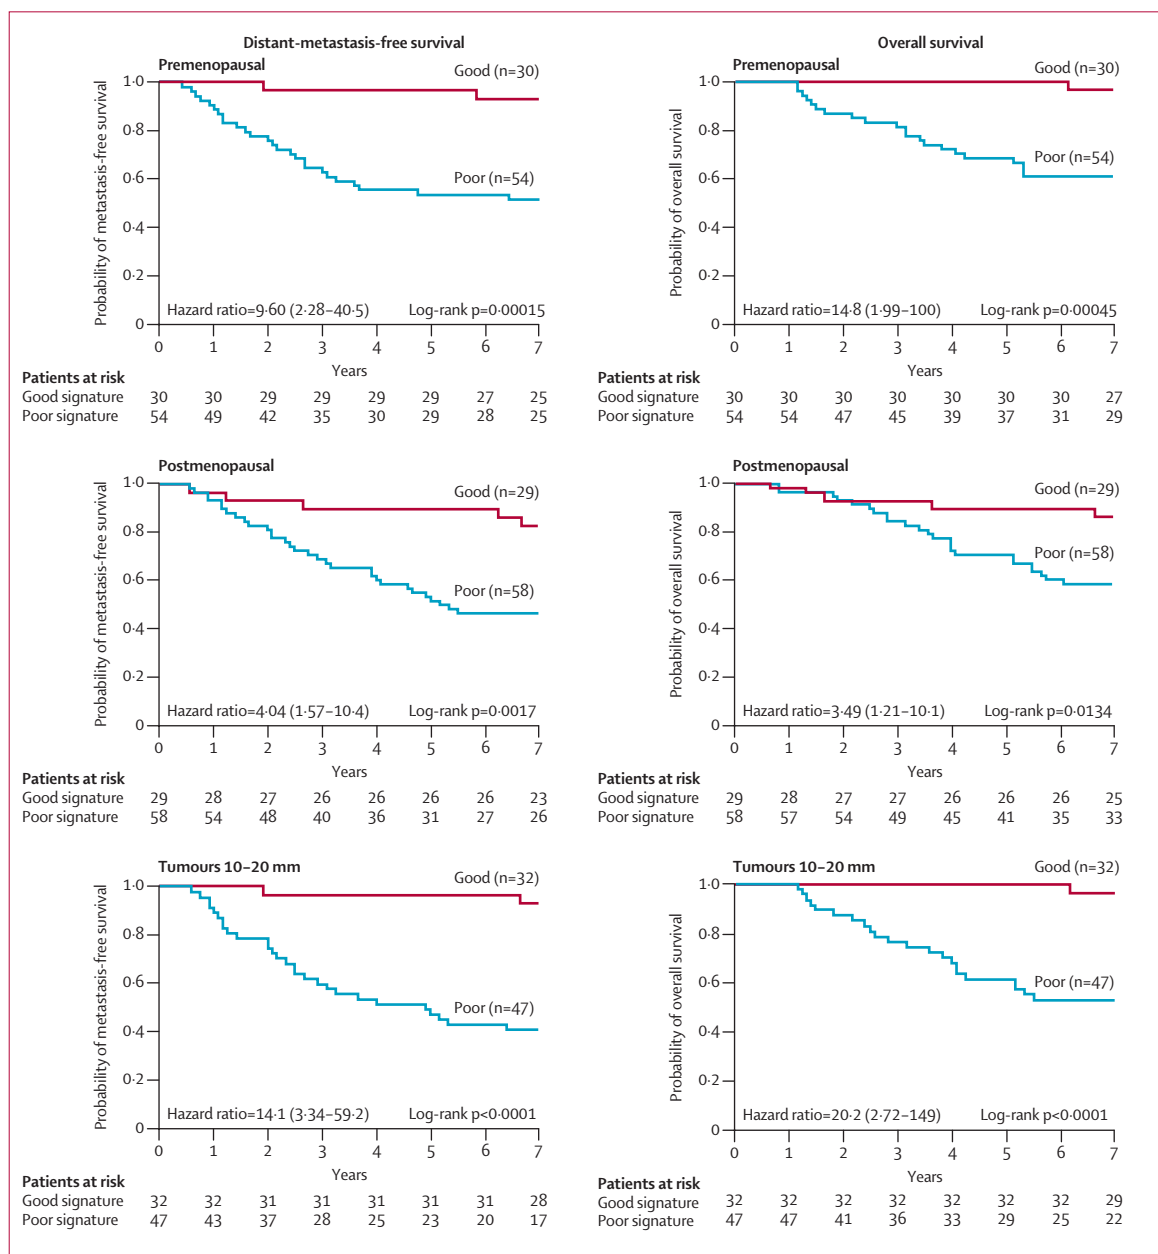 Distant-metastasis-free survival
Premenopausal
Good (n=30)
1·0
0·8
0·6
0·4
0·2
0
Probability of metastasis-free survival
Poor (n=54)
Hazard ratio=9·60 (2·28–40·5) Log-rank p=0·00015
0 1 2 3 4 5 6 7
Years
Patients at risk
Good signature 30 30 29 29 29 29 27 25
Poor signature 54 49 42 35 30 29 28 25
Overall survival
Premenopausal
Good (n=30)
1·0
0·8
0·6
0·4
0·2
0
Probability of overall survival
Poor (n=54)
Hazard ratio=14·8 (1·99–100) Log-rank p=0·00045
0 1 2 3 4 5 6 7
Years
Patients at risk
Good signature 30 30 30 30 30 30 30 27
Poor signature 54 54 47 45 39 37 31 29
Postmenopausal
Good (n=29)
1·0
0·8
0·6
0·4
0·2
0
Probability of metastasis-free survival
Poor (n=58)
Hazard ratio=4·04 (1·57–10·4) Log-rank p=0·0017
0 1 2 3 4 5 6 7
Years
Patients at risk
Good signature 29 28 27 26 26 26 26 23
Poor signature 58 54 48 40 36 31 27 26
Postmenopausal
Good (n=29)
1·0
0·8
0·6
0·4
0·2
0
Probability of overall survival
Poor (n=58)
Hazard ratio=3·49 (1·21–10·1) Log-rank p=0·0134
0 1 2 3 4 5 6 7
Years
Patients at risk
Good signature 29 28 27 27 26 26 26 25
Poor signature 58 57 54 49 45 41 35 33
Tumours 10–20 mm
Good (n=32)
1·0
0·8
0·6
0·4
0·2
0
Probability of metastasis-free survival
Poor (n=47)
Hazard ratio=14·1 (3·34–59·2) Log-rank p<0·0001
0 1 2 3 4 5 6 7
Years
Patients at risk
Good signature 32 32 31 31 31 31 31 28
Poor signature 47 43 37 28 25 23 20 17
Tumours 10–20 mm
Good (n=32)
1·0
0·8
0·6
0·4
0·2
0
Probability of overall survival
Poor (n=47)
Hazard ratio=20·2 (2·72–149) Log-rank p<0·0001
0 1 2 3 4 5 6 7
Years
Patients at risk
Good signature 32 32 32 32 32 32 32 29
Poor signature 47 47 41 36 33 29 25 22